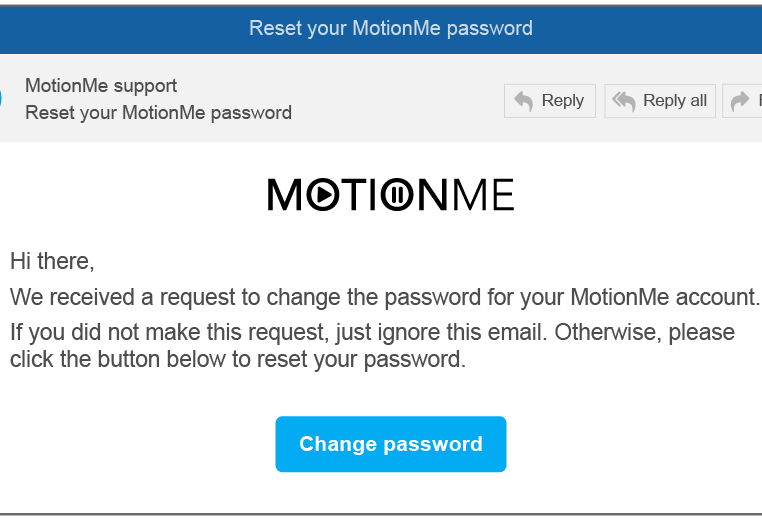 Reset your MotionMe password
MotionMe support
Reset your MotionMe password
Reply
Reply all
MOTIONME
Hi there,
We received a request to change the password for your MotionMe account.
If you did not make this request, just ignore this email. Otherwise, please
click the button below to reset your password.
Change password